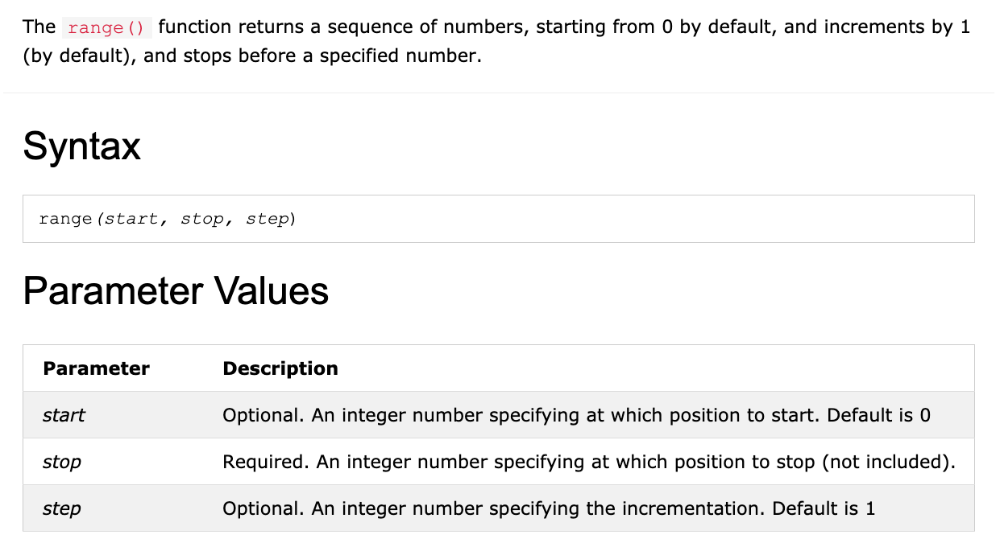 The range() function returns a sequence of numbers, starting from 0 by default, and increments by 1
(by default), and stops before a specified number.
Syntax
range(start, stop, step)
Parameter Values
Parameter Description
start Optional. An integer number specifying at which position to start. Default is 0
stop Required. An integer number specifying at which position to stop (not included).
step Optional. An integer number specifying the incrementation. Default is 1